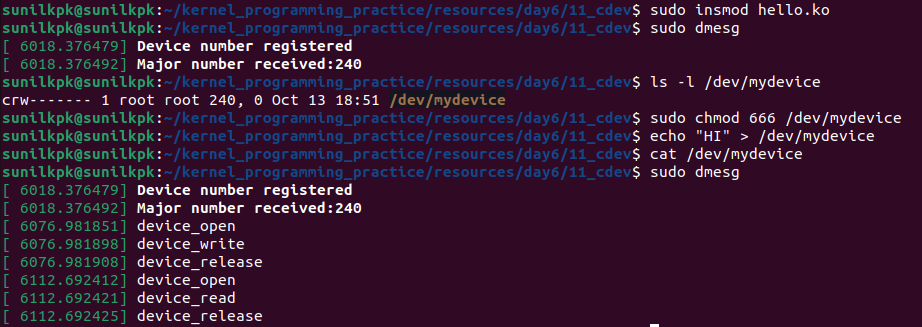 sunilkpk@sunilkpk:~/kernel_programming_practice/resources/day6/11_cdev$ sudo insmod hello.ko
sunilkpk@sunilkpk:~/kernel_programming_practice/resources/day6/11_cdev$ sudo dmesg
[ 6018.376479] Device number registered
[ 6018.376492] Major number received:240
sunilkpk@sunilkpk:~/kernel_programming_practice/resources/day6/11_cdev$ ls -l /dev/mydevice
crw------- 1 root root 240, 0 Oct 13 18:51 /dev/mydevice
sunilkpk@sunilkpk:~/kernel_programming_practice/resources/day6/11_cdev$ sudo chmod 666 /dev/mydevice
sunilkpk@sunilkpk:~/kernel_programming_practice/resources/day6/11_cdev$ echo "HI" > /dev/mydevice
sunilkpk@sunilkpk:~/kernel_programming_practice/resources/day6/11_cdev$ cat /dev/mydevice
sunilkpk@sunilkpk:~/kernel_programming_practice/resources/day6/11_cdev$ sudo dmesg
[ 6018.376479] Device number registered
[ 6018.376492] Major number received:240
[ 6076.981851] device_open
[ 6076.981898] device_write
[ 6076.981908] device_release
[ 6112.692412] device_open
[ 6112.692421] device_read
[ 6112.692425] device_release